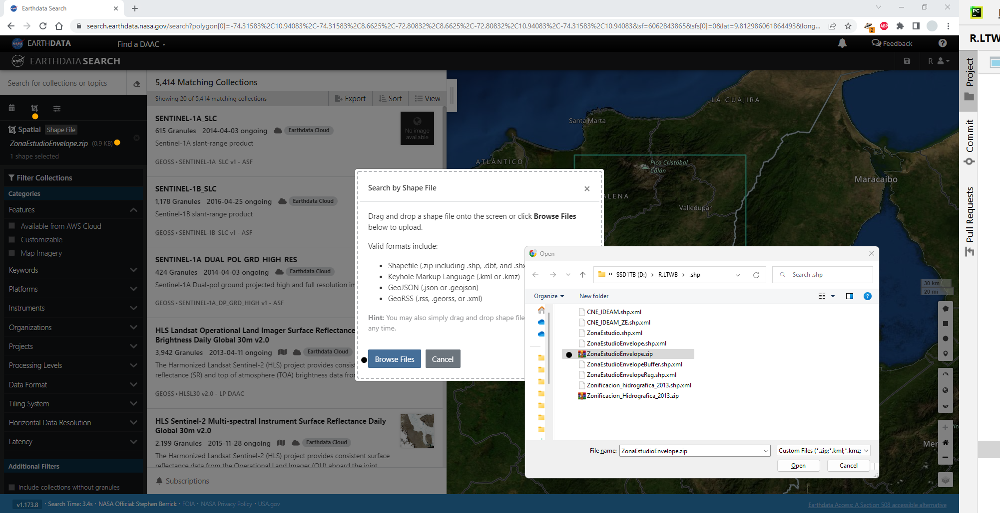 Earthdata Search
search.earthdata.nasa.gov/search?polygon[0]=-74.31583%2C10.94083%2C-74.31583%2C8.6625%2C-72.80832%2C8.6625%2C-72.80832%2C10.94083%2C-74.31583%2C10.94083&sf=6062843865&sfs[0]=0&lat=9.812986061864493&long...
2
ABP
PC
R.LTW
EARTHDATA
Find a DAAC
Feedback
EARTHDATA SEARCH
R
Search for collections or topics
Spatial Shape File
ZonaEstudioEnvelope.zip (0.9 KB)
1 shape selected
Filter Collections
Categories
Features
Available from AWS Cloud
Customizable
Map Imagery
Keywords
Platforms
Instruments
Organizations
Projects
Processing Levels
Data Format
Tiling System
Horizontal Data Resolution
Latency
Additional Filters
Include collections without granules
5,414 Matching Collections
Showing 20 of 5,414 matching collections
Export
Sort
View
SENTINEL-1A_SLC
615 Granules 2014-04-03 ongoing Earthdata Cloud
Sentinel-1A slant-range product
GEOSS • SENTINEL-1A_SLC v1 - ASF
No image
available
SENTINEL-1B_SLC
1,178 Granules 2016-04-25 ongoing Earthdata Cloud
Sentinel-1B slant-range product
GEOSS • SENTINEL-1B_SLC v1 - ASF
SENTINEL-1A_DUAL_POL_GRD_HIGH_RES
424 Granules 2014-04-03 ongoing Earthdata Cloud
Sentinel-1A Dual-pol ground projected high and full resolution im
GEOSS • SENTINEL-1A_DP_GRD_HIGH v1 - ASF
HLS Landsat Operational Land Imager Surface Reflectance
Brightness Daily Global 30m v2.0
3,942 Granules 2013-04-11 ongoing Earthdata Cloud
The Harmonized Landsat Sentinel-2 (HLS) project provides consist
reflectance (SR) and top of atmosphere (TOA) brightness data fro
GEOSS • HLSL30 v2.0 - LP DAAC
HLS Sentinel-2 Multi-spectral Instrument Surface Reflectance Daily
Global 30m v2.0
2,199 Granules 2015-11-28 ongoing Earthdata Cloud
The Harmonized Landsat Sentinel-2 (HLS) project provides consistent surface
reflectance data from the Operational Land Imager (OLI) aboard the joint
Subscriptions
LA GUAJIRA
Santa Marta
ATLÁNTICO
Pico Cristóbal
Colón
Maracaibo
ALENA
Valledupar
30 km
20 mi
Pico
Mer
Search by Shape File
Drag and drop a shape file onto the screen or click Browse Files
below to upload.
Valid formats include:
• Shapefile (.zip including .shp, .dbf, and .shx
• Keyhole Markup Language (.kml or .kmz)
• GeoJSON (.json or .geojson)
• GeoRSS (.rss, .georss, or .xml)
Hint: You may also simply drag and drop shape file
any time.
Browse Files
Cancel
Open
« SSD1TB (D:) › R.LTWB › .shp
Search .shp
Organize
New folder
CNE_IDEAM.shp.xml
CNE_IDEAM_ZE.shp.xml
ZonaEstudio.shp.xml
ZonaEstudioEnvelope.shp.xml
ZonaEstudioEnvelope.zip
ZonaEstudioEnvelopeBuffer.shp.xml
ZonaEstudioEnvelopeReg.shp.xml
Zonificacion_hidrografica_2013.shp.xml
Zonificacion_Hidrografica_2013.zip
File name: ZonaEstudioEnvelope.zip
Custom Files (*.zip;*.kml;*.kmz;
Open
Cancel
Project
Commit
Pull Requests
v1.173.8 • Search Time: 3.4s • NASA Official: Stephen Berrick • FOIA • NASA Privacy Policy • USA.gov
Earthdata Access: A Section 508 accessible alternative